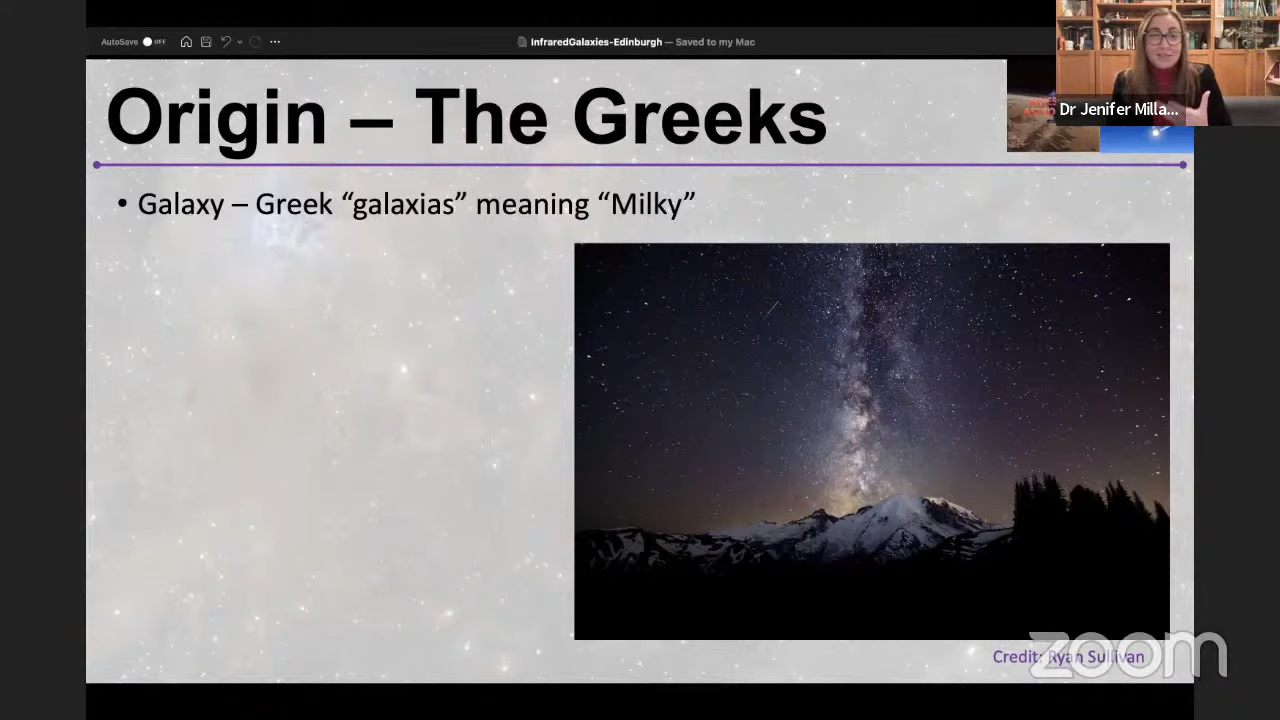 AutoSave OFF
InfraredGalaxies-Edinburgh — Saved to my Mac
Dr Jenifer Milla...
Origin – The Greeks
• Galaxy – Greek “galaxias” meaning “Milky”
Credit: Ryan Sullivan
zoom